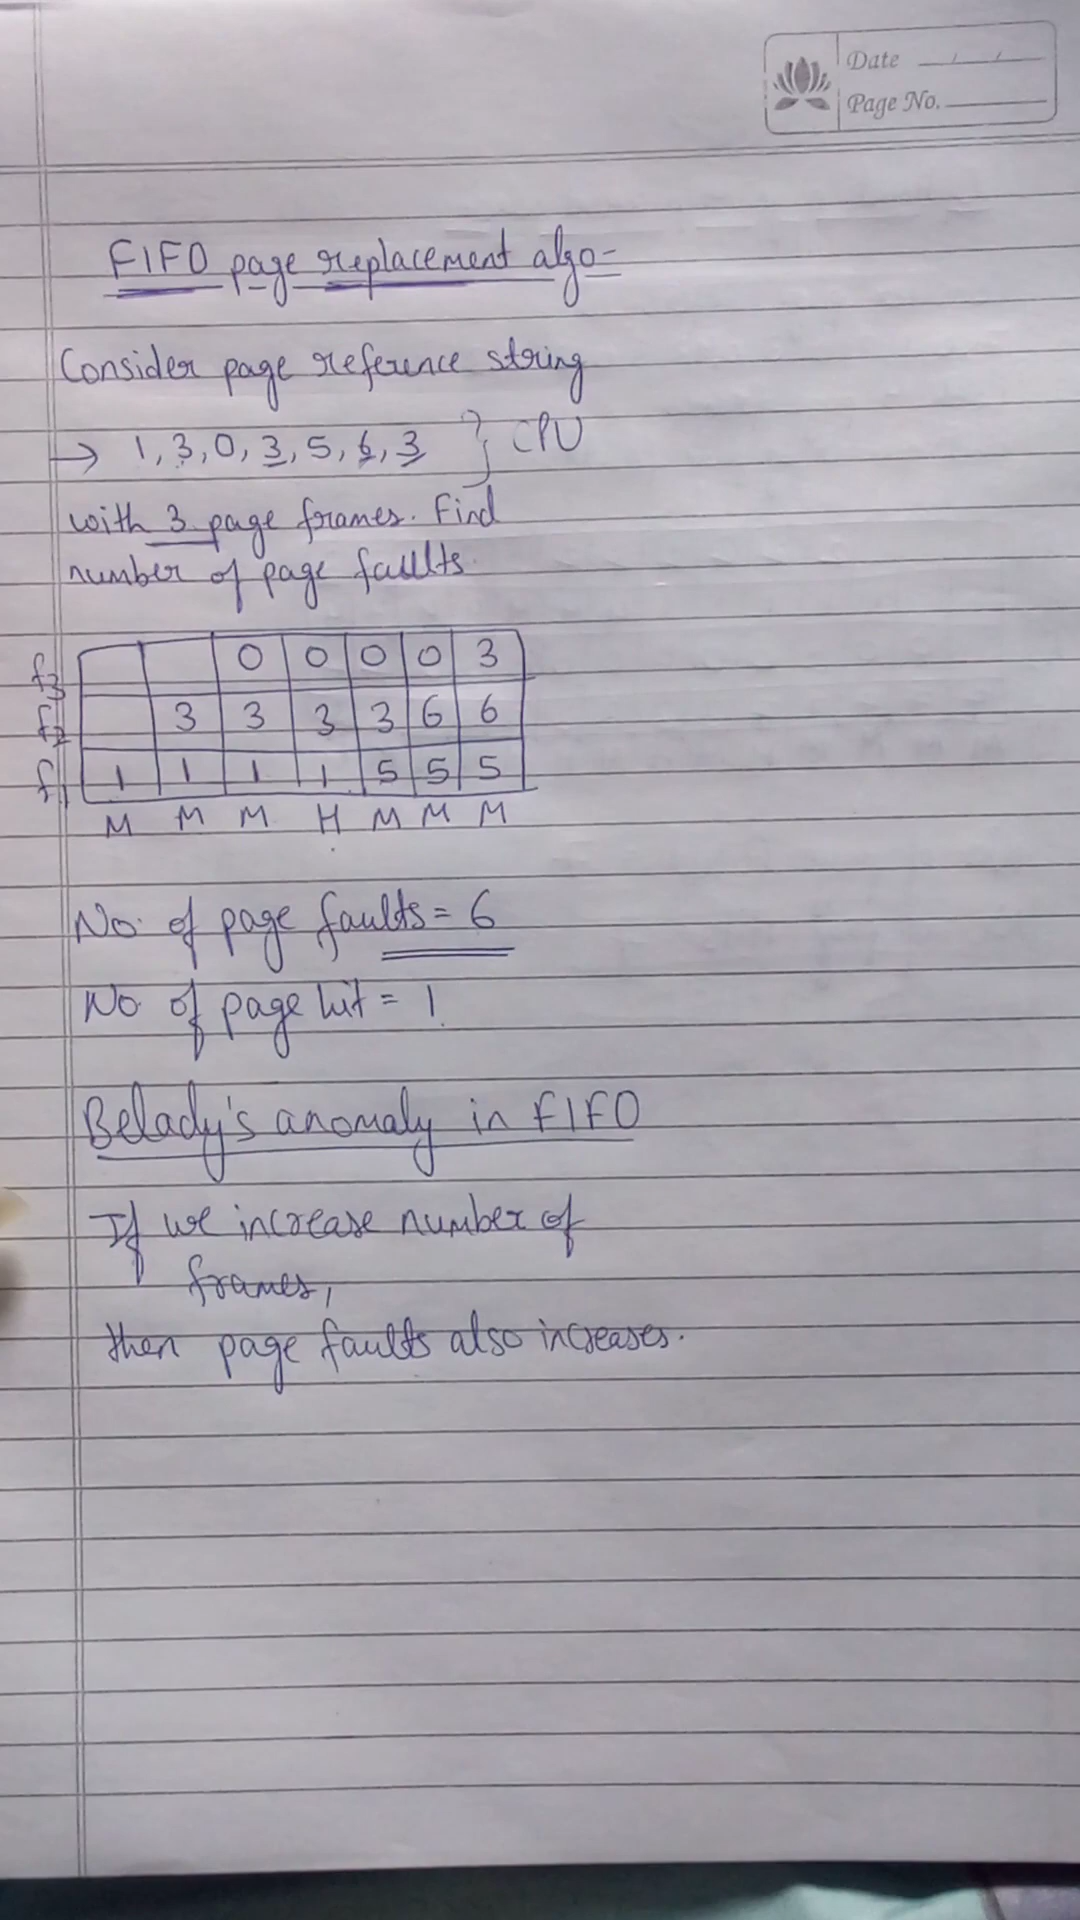 Date
Page No.
FIFO page replacement algo-
Consider page reference string
→ 1, 3, 0, 3, 5, 6, 3 } CPU
with 3 page frames. Find
number of page faults.
f3 0 0 0 0 3
f2 3 3 3 3 6 6
f1 1 1 1 1 5 5 5
M M M H M M M
No. of page faults = 6
No. of page hit = 1
Belady's anomaly in FIFO
If we increase number of
frames,
then page faults also increases.